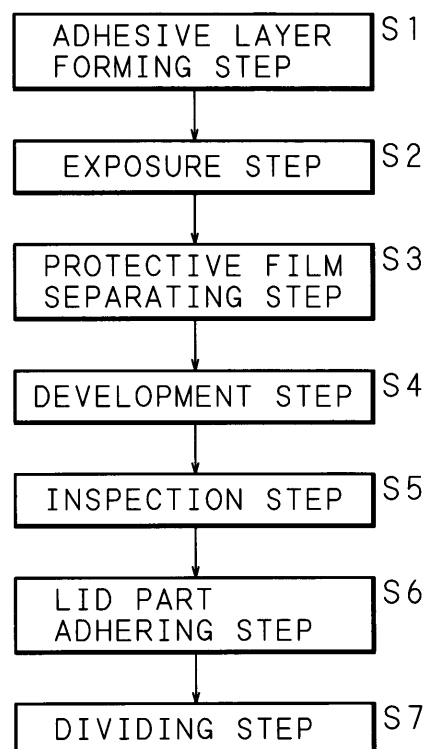 ADHESIVE LAYER
FORMING STEP
S1
EXPOSURE STEP
S2
PROTECTIVE FILM
SEPARATING STEP
S3
DEVELOPMENT STEP
S4
INSPECTION STEP
S5
LID PART
ADHERING STEP
S6
DIVIDING STEP
S7